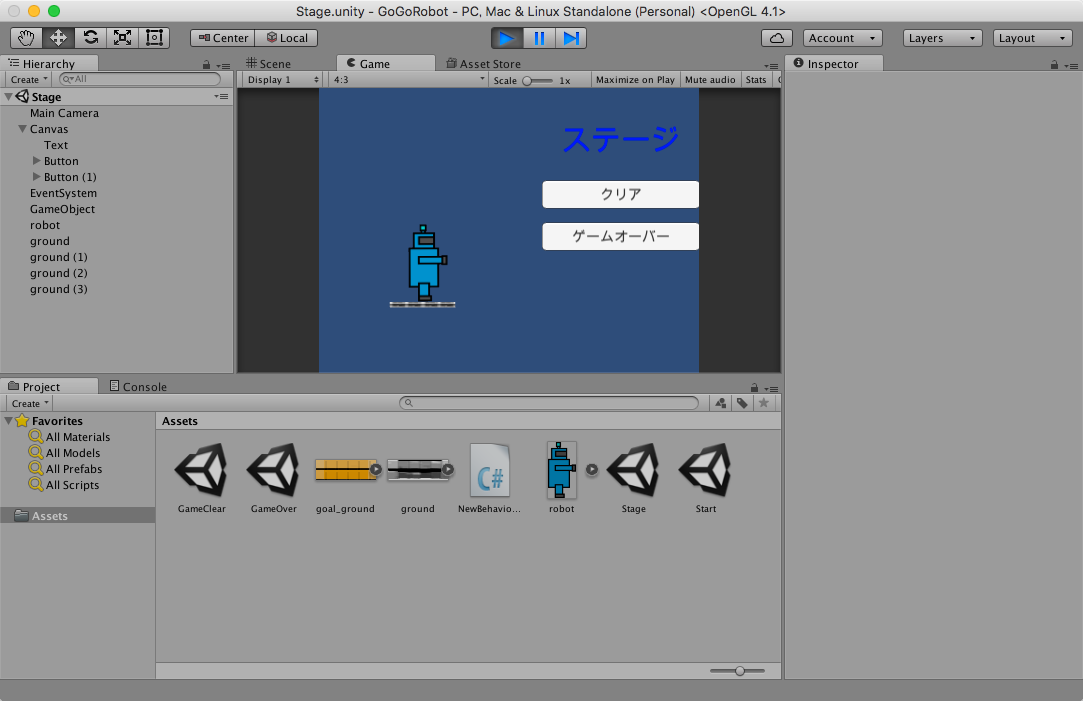 Stage.unity - GoGoRobot - PC, Mac & Linux Standalone (Personal) <OpenGL 4.1>
Center Local Account Layers Layout
Hierarchy
Create All
Stage
Main Camera
Canvas
Text
Button
Button (1)
EventSystem
GameObject
robot
ground
ground (1)
ground (2)
ground (3)
Scene Game Asset Store
Display 1 4:3 Scale 1x Maximize on Play Mute audio Stats
ステージ
クリア
ゲームオーバー
Inspector
Project Console
Create
Favorites
All Materials
All Models
All Prefabs
All Scripts
Assets
Assets
C#
GameClear GameOver goal_ground ground NewBehavio... robot Stage Start